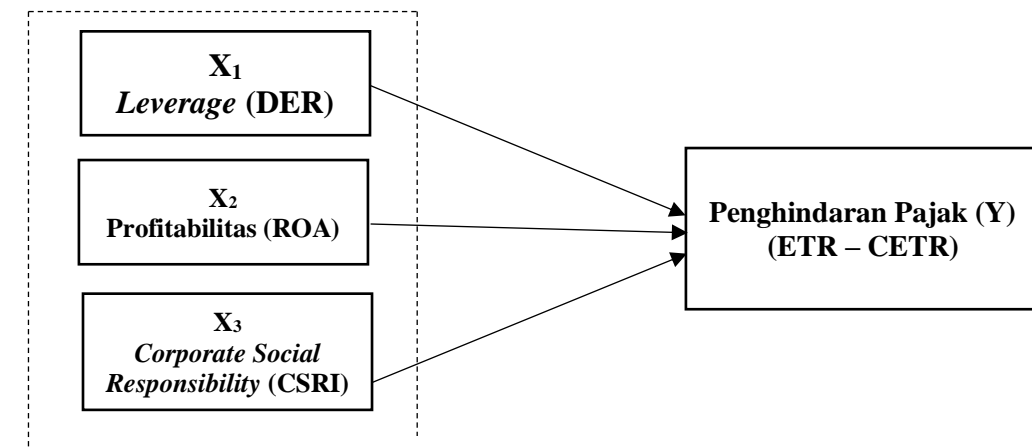 X₁
Leverage (DER)
X₂
Profitabilitas (ROA)
X₃
Corporate Social
Responsibility (CSRI)
Penghindaran Pajak (Y)
(ETR – CETR)